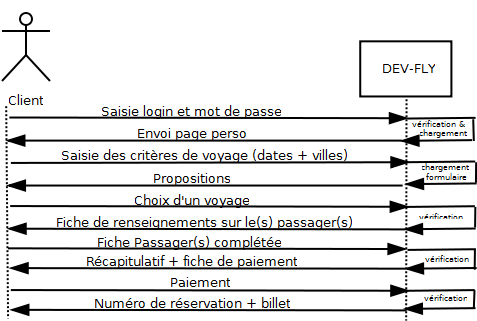 DEV-FLY
Client
Saisie login et mot de passe
vérification &
chargement
Envoi page perso
Saisie des critères de voyage (dates + villes)
chargement
formulaire
Propositions
Choix d'un voyage
vérification
Fiche de renseignements sur le(s) passager(s)
Fiche Passager(s) complétée
vérification
Récapitulatif + fiche de paiement
Paiement
vérification
Numéro de réservation + billet